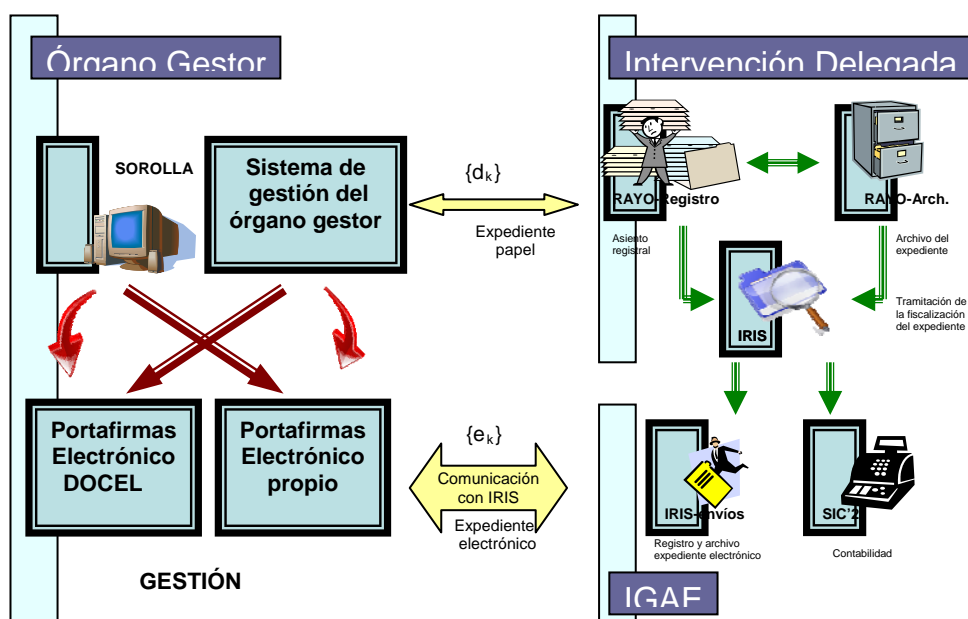 Órgano Gestor
Intervención Delegada
SOROLLA
Sistema de
gestión del
órgano gestor
{dk}
Expediente
papel
RAYO-Registro
RAYO-Arch.
Asiento
registral
Archivo del
expediente
IRIS
Tramitación de
la fiscalización
del expediente
Portafirmas
Electrónico
DOCEL
Portafirmas
Electrónico
propio
{ek}
Comunicación
con IRIS
Expediente
electrónico
IRIS-envíos
SIC'2
Registro y archivo
expediente electrónico
Contabilidad
GESTIÓN
IGAE